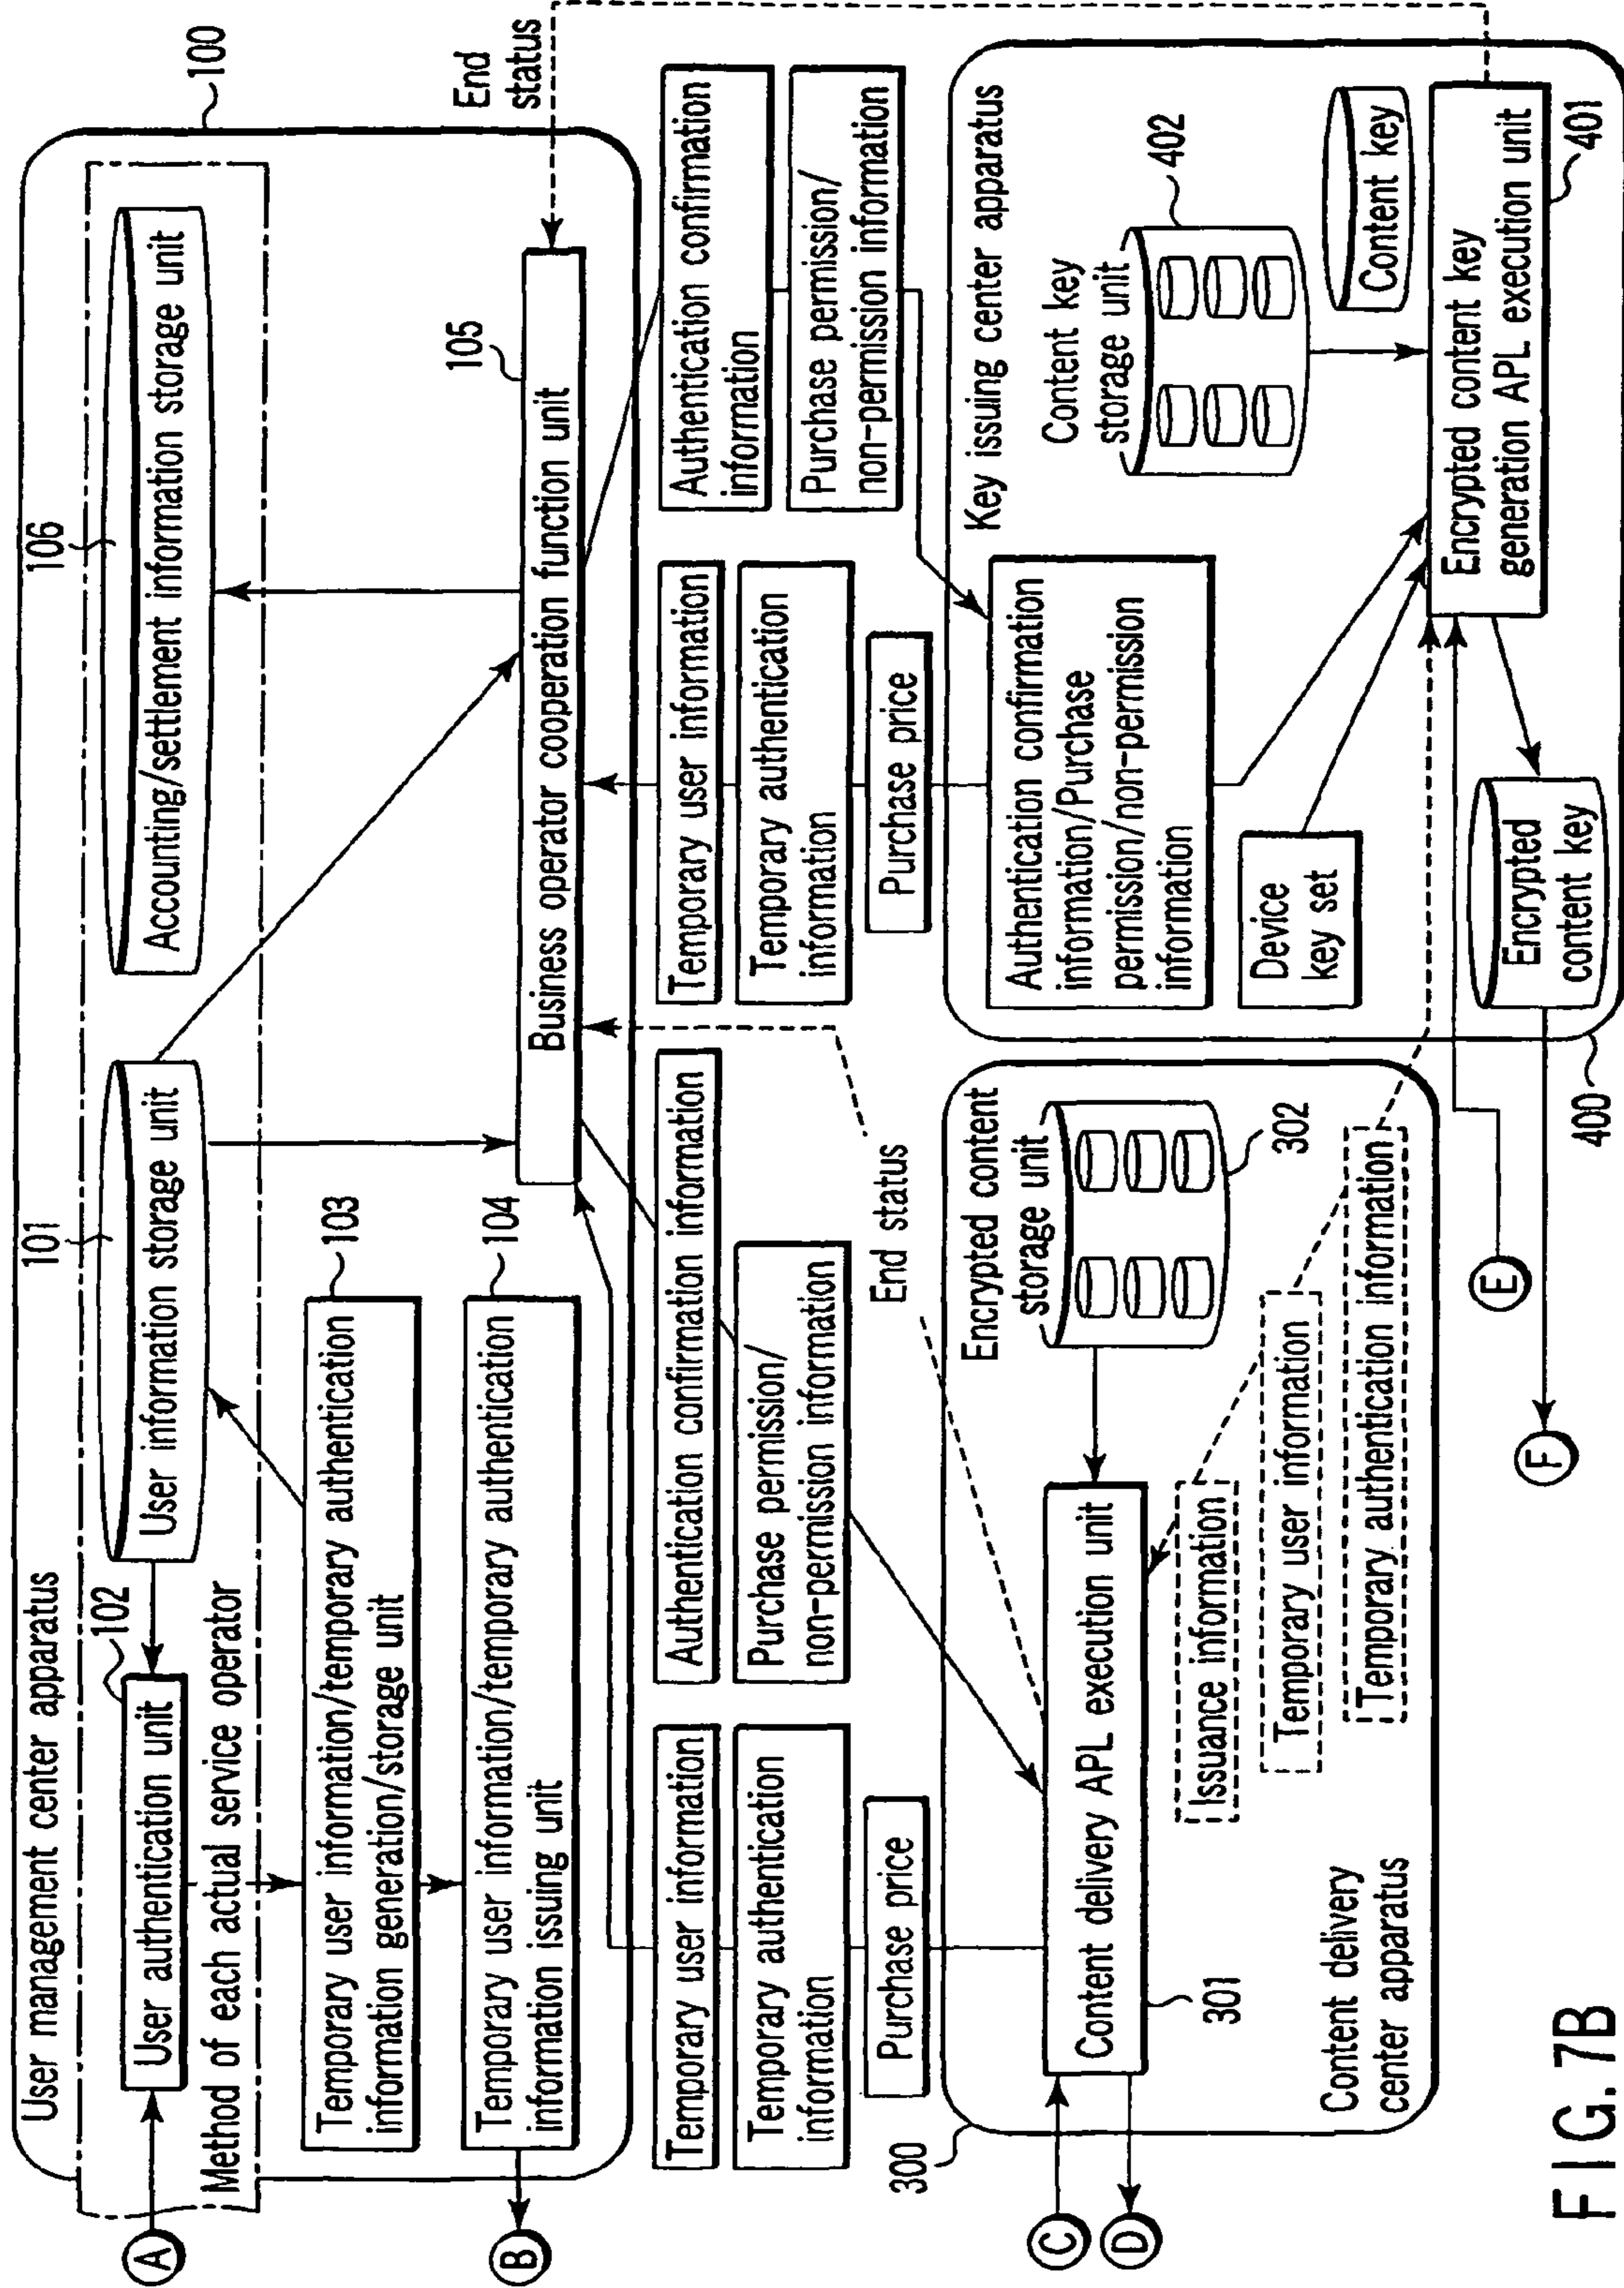 User management center apparatus
100
101
106
102
User authentication unit
User information storage unit
Accounting/settlement information storage unit
Method of each actual service operator
103
Temporary user information/temporary authentication
information generation/storage unit
104
Temporary user information/temporary authentication
information issuing unit
105
Business operator cooperation function unit
End
status
A
B
Temporary user information
Temporary authentication
information
Purchase price
Authentication confirmation information
Purchase permission/
non-permission information
End status
Temporary user information
Temporary authentication
information
Purchase price
Authentication confirmation
information
Purchase permission/
non-permission information
300
C
D
Content delivery APL execution unit
301
Encrypted content
storage unit
302
Issuance information
Temporary user information
Temporary authentication information
Content delivery
center apparatus
Key issuing center apparatus
Authentication confirmation
information/Purchase
permission/non-permission
information
Device
key set
Content key
storage unit
402
Content key
Encrypted content key
generation APL execution unit
401
Encrypted
content key
400
E
F
FIG. 7B